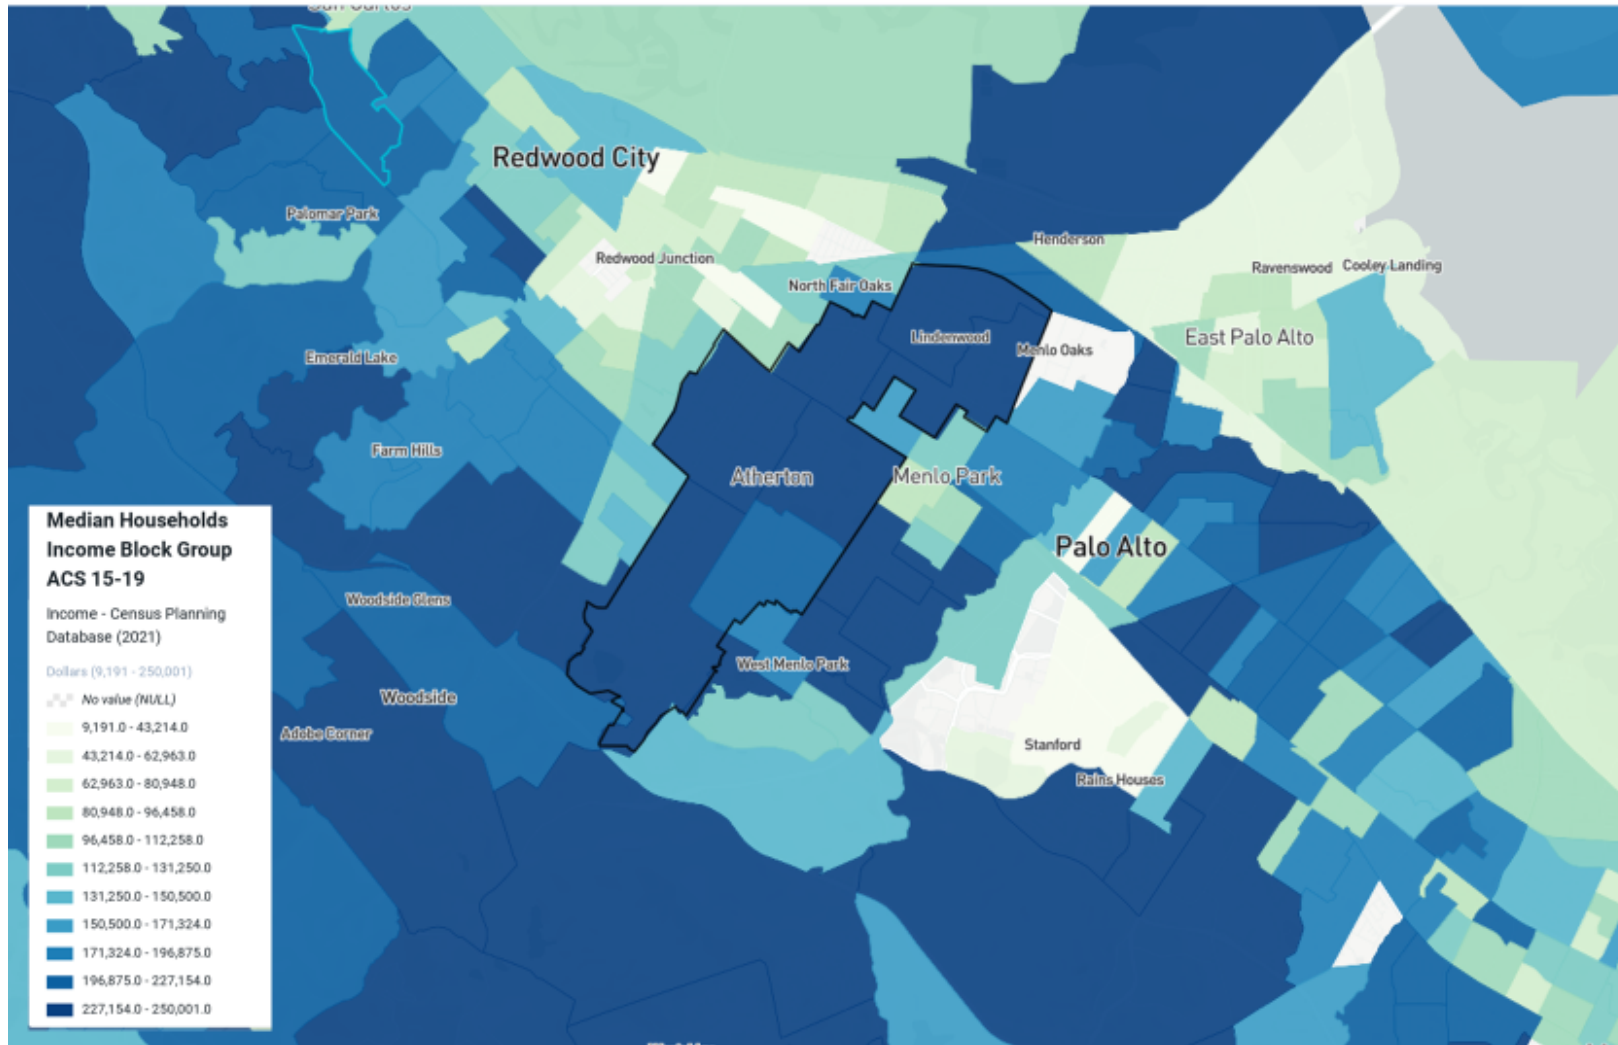 San Carlos
Redwood City
Palomar Park
Redwood Junction
North Fair Oaks
Henderson
Ravenswood
Cooley Landing
Lindenwood
Menlo Oaks
East Palo Alto
Emerald Lake
Farm Hills
Atherton
Menlo Park
Palo Alto
Woodside Glens
West Menlo Park
Woodside
Adobe Corner
Stanford
Rains Houses
Median Households
Income Block Group
ACS 15-19
Income - Census Planning
Database (2021)
Dollars (9,191 - 250,001)
No value (NULL)
9,191.0 - 43,214.0
43,214.0 - 62,963.0
62,963.0 - 80,948.0
80,948.0 - 96,458.0
96,458.0 - 112,258.0
112,258.0 - 131,250.0
131,250.0 - 150,500.0
150,500.0 - 171,324.0
171,324.0 - 196,875.0
196,875.0 - 227,154.0
227,154.0 - 250,001.0